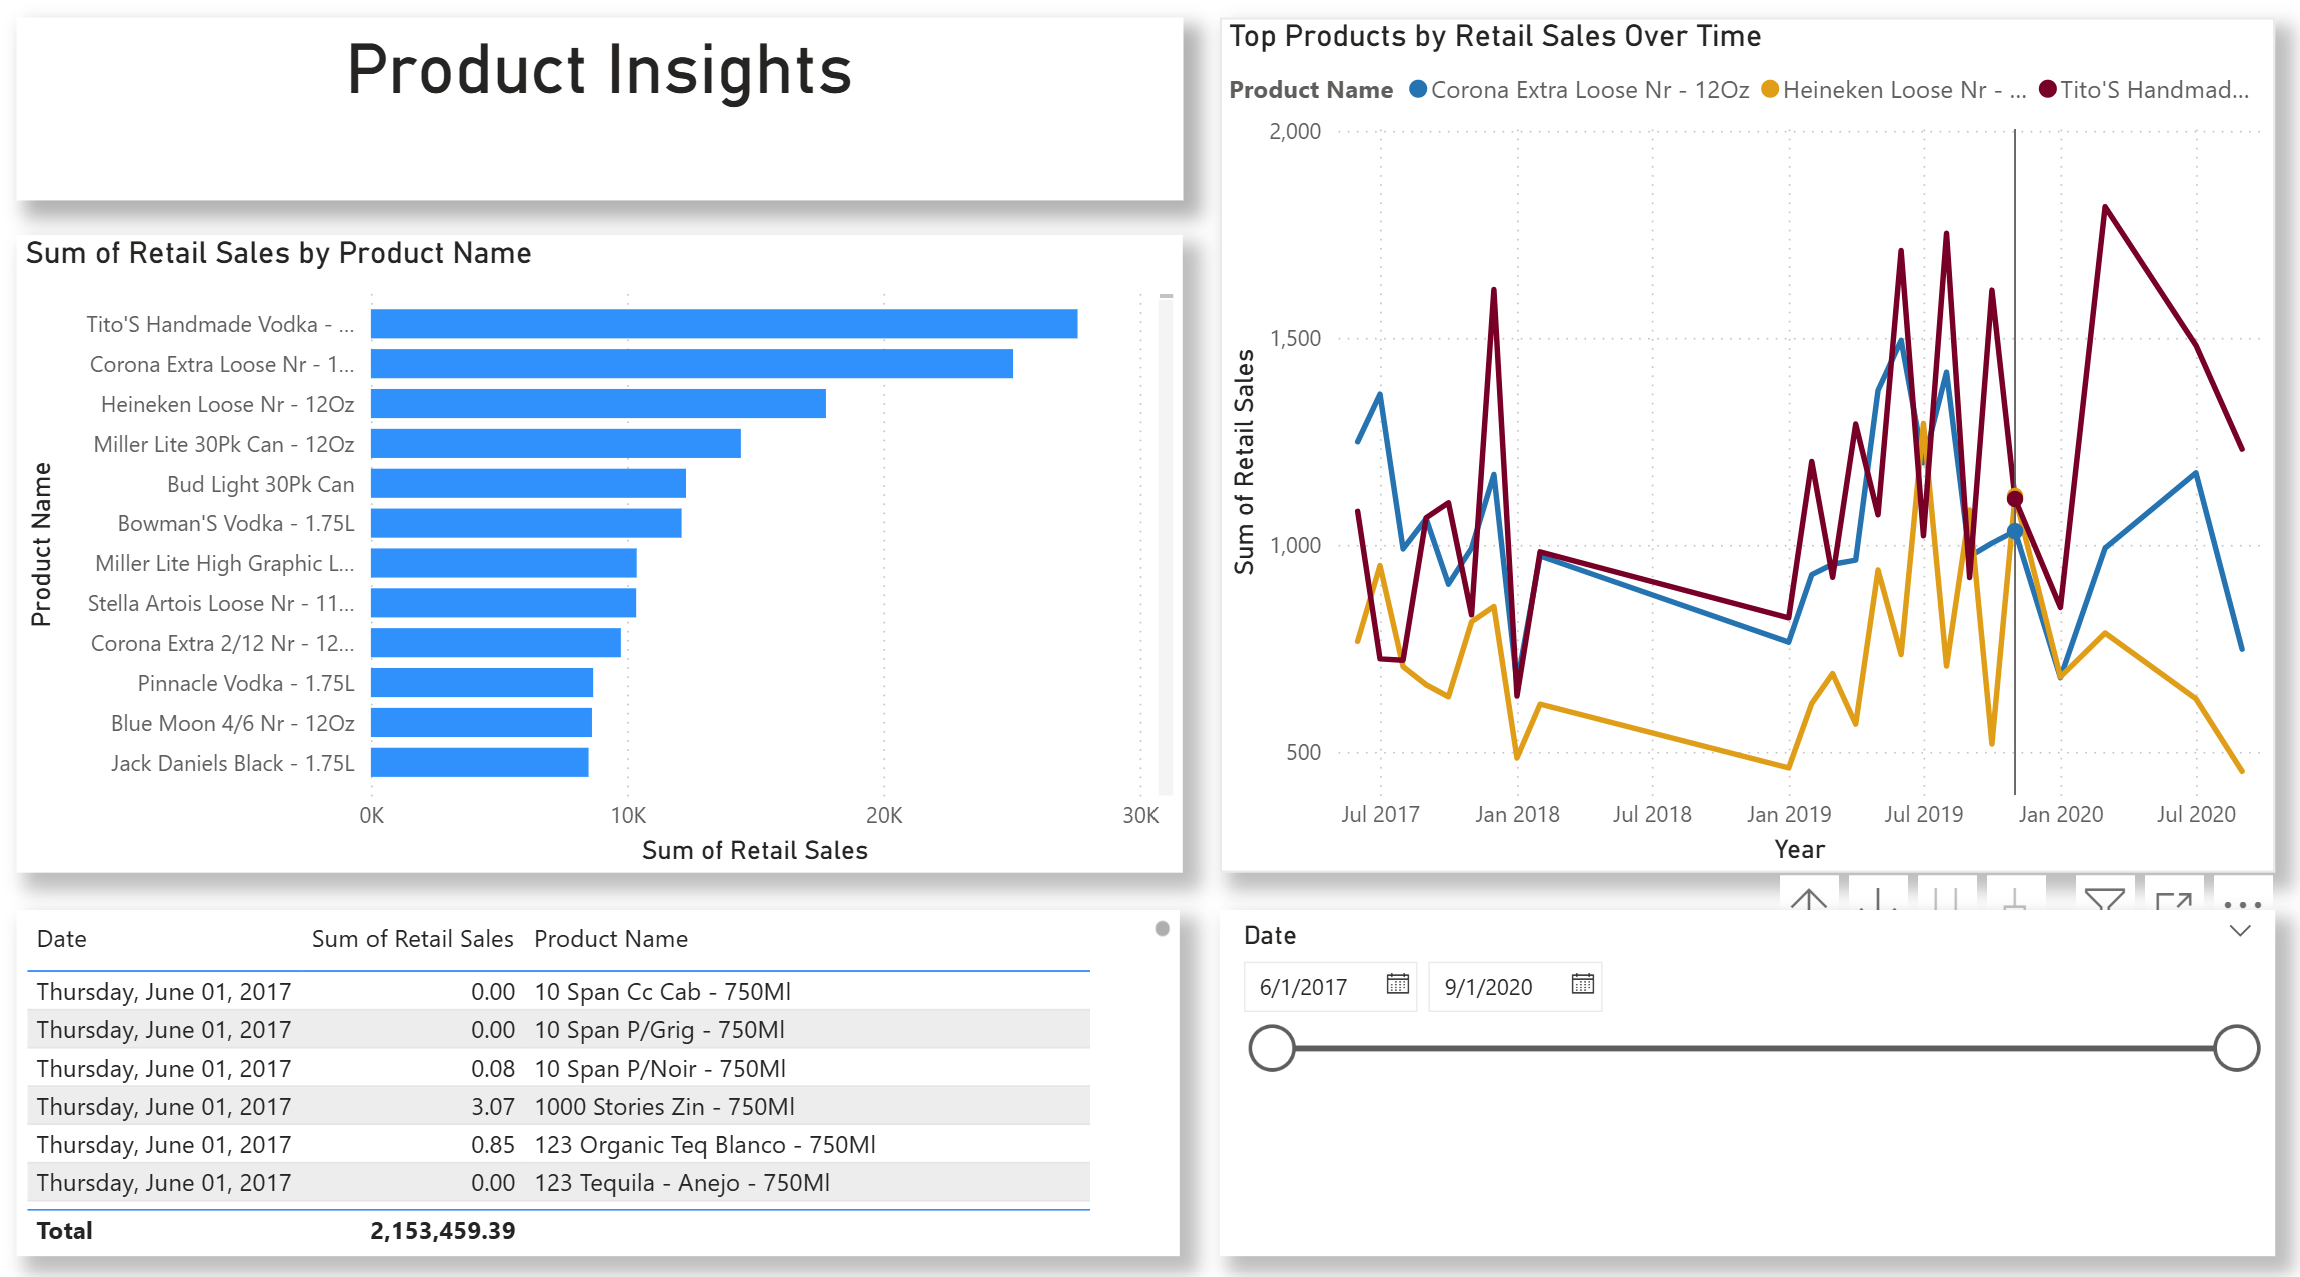 Product Insights
Sum of Retail Sales by Product Name
Product Name
Tito'S Handmade Vodka - ...
Corona Extra Loose Nr - 1...
Heineken Loose Nr - 12Oz
Miller Lite 30Pk Can - 12Oz
Bud Light 30Pk Can
Bowman'S Vodka - 1.75L
Miller Lite High Graphic L...
Stella Artois Loose Nr - 11...
Corona Extra 2/12 Nr - 12...
Pinnacle Vodka - 1.75L
Blue Moon 4/6 Nr - 12Oz
Jack Daniels Black - 1.75L
0K 10K 20K 30K
Sum of Retail Sales
Top Products by Retail Sales Over Time
Product Name Corona Extra Loose Nr - 12Oz Heineken Loose Nr - ... Tito'S Handmad...
Sum of Retail Sales
2,000
1,500
1,000
500
Jul 2017 Jan 2018 Jul 2018 Jan 2019 Jul 2019 Jan 2020 Jul 2020
Year
Date Sum of Retail Sales Product Name
Thursday, June 01, 2017 0.00 10 Span Cc Cab - 750Ml
Thursday, June 01, 2017 0.00 10 Span P/Grig - 750Ml
Thursday, June 01, 2017 0.08 10 Span P/Noir - 750Ml
Thursday, June 01, 2017 3.07 1000 Stories Zin - 750Ml
Thursday, June 01, 2017 0.85 123 Organic Teq Blanco - 750Ml
Thursday, June 01, 2017 0.00 123 Tequila - Anejo - 750Ml
Total 2,153,459.39
Date
6/1/2017 9/1/2020